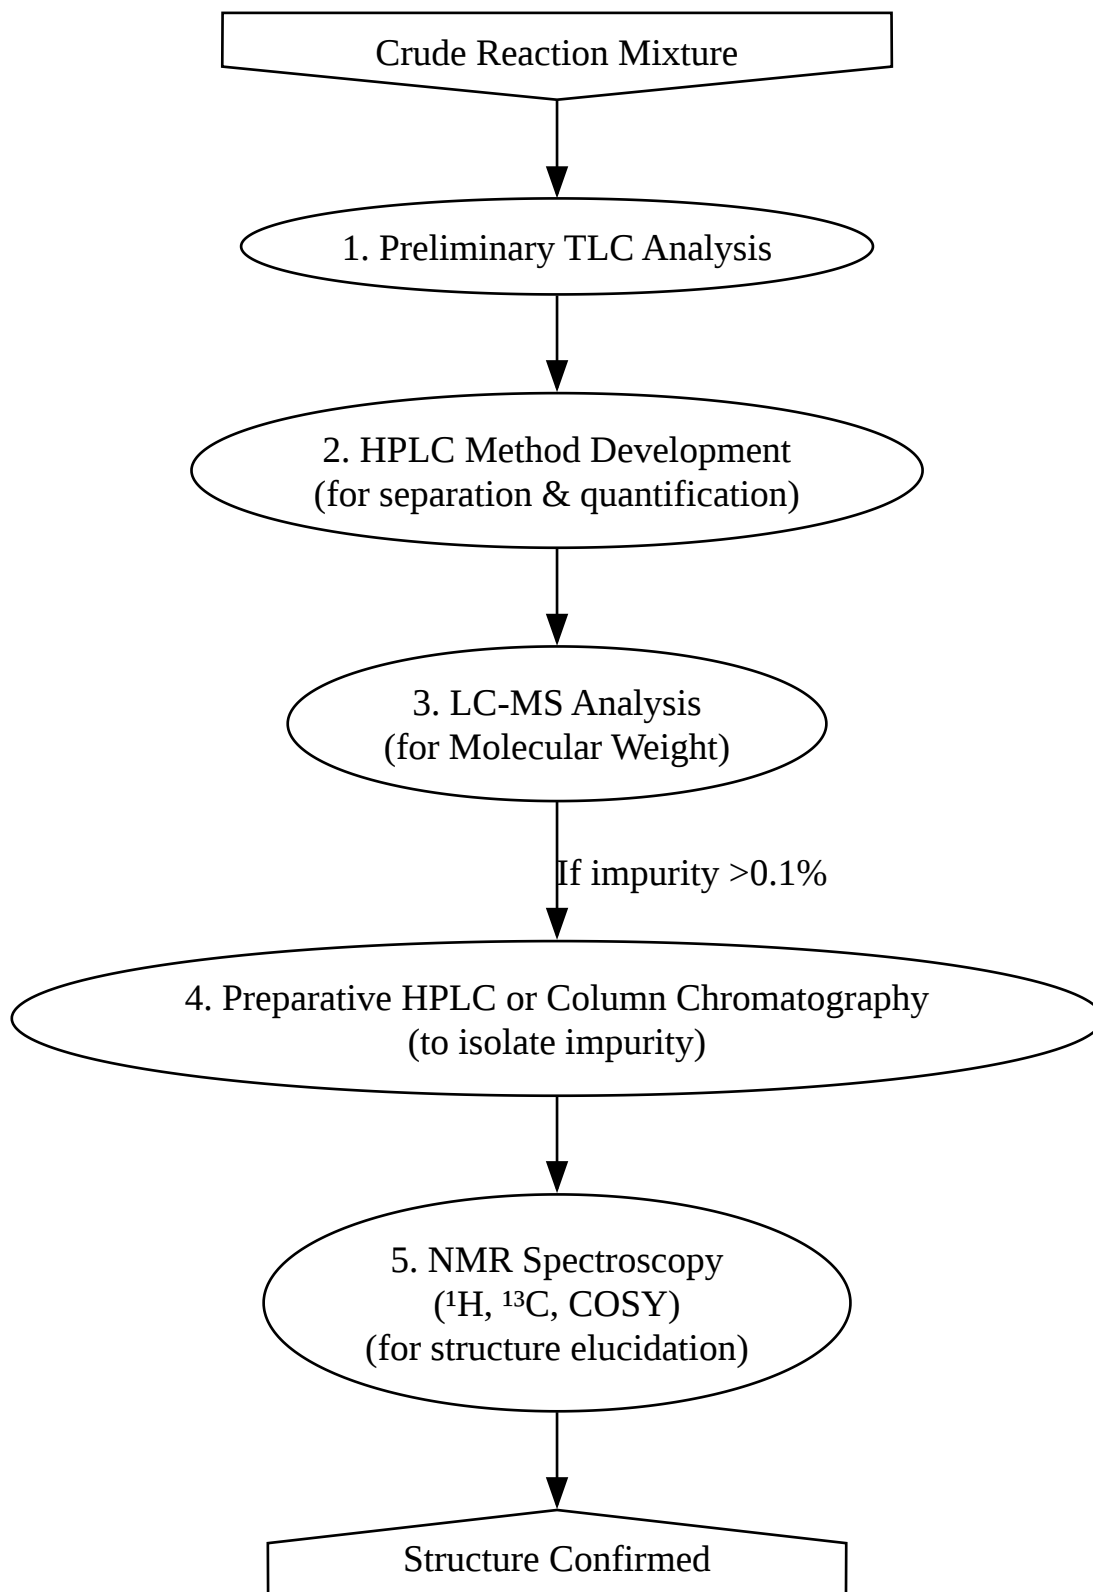 Crude Reaction Mixture
1. Preliminary TLC Analysis
2. HPLC Method Development
(for separation & quantification)
3. LC-MS Analysis
(for Molecular Weight)
If impurity >0.1%
4. Preparative HPLC or Column Chromatography
(to isolate impurity)
5. NMR Spectroscopy
(¹H, ¹³C, COSY)
(for structure elucidation)
Structure Confirmed